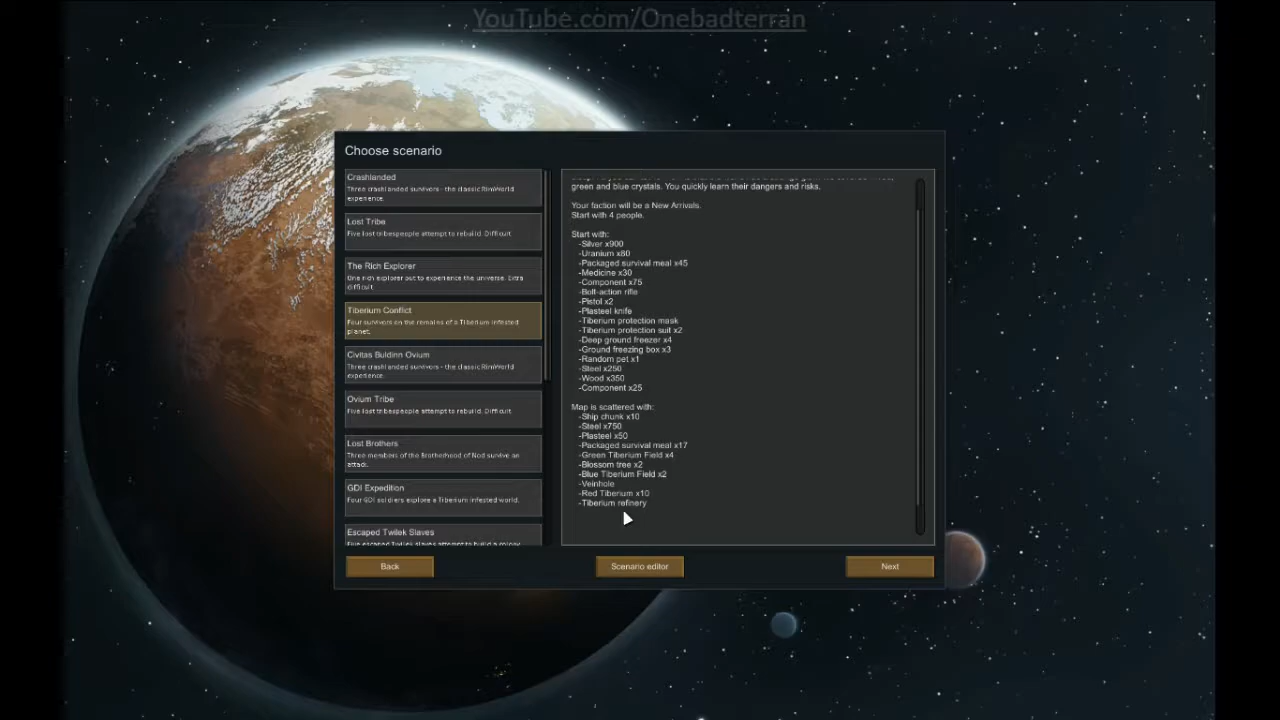 YouTube.com/Onebadterran
Choose scenario
Crashlanded
Three crashlanded survivors - the classic RimWorld
experience.
Lost Tribe
Five lost tribespeople attempt to rebuild. Difficult.
The Rich Explorer
One rich explorer out to experience the universe. Extra
difficult.
Tiberium Conflict
Four survivors on the remains of a Tiberium infested
planet.
Civitas Buldinn Ovium
Three crashlanded survivors - the classic RimWorld
experience.
Ovium Tribe
Five lost tribespeople attempt to rebuild. Difficult.
Lost Brothers
Three members of the Brotherhood of Nod survive an
attack.
GDI Expedition
Four GDI soldiers explore a Tiberium infested world.
Escaped Twilek Slaves
Five escaped Twilek slaves attempt to build a colony
green and blue crystals. You quickly learn their dangers and risks.
Your faction will be a New Arrivals.
Start with 4 people.
Start with:
-Silver x900
-Uranium x80
-Packaged survival meal x45
-Medicine x30
-Component x75
-Bolt-action rifle
-Pistol x2
-Plasteel knife
-Tiberium protection mask
-Tiberium protection suit x2
-Deep ground freezer x4
-Ground freezing box x3
-Random pet x1
-Steel x250
-Wood x350
-Component x25
Map is scattered with:
-Ship chunk x10
-Steel x750
-Plasteel x50
-Packaged survival meal x17
-Green Tiberium Field x4
-Blossom tree x2
-Blue Tiberium Field x2
-Veinhole
-Red Tiberium x10
-Tiberium refinery
Back
Scenario editor
Next